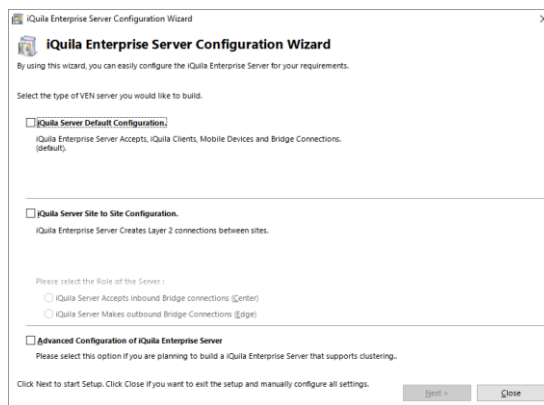 iQuila Enterprise Server Configuration Wizard
iQuila Enterprise Server Configuration Wizard
By using this wizard, you can easily configure the iQuila Enterprise Server for your requirements.
Select the type of VEN server you would like to build.
iQuila Server Default Configuration.
iQuila Enterprise Server Accepts, iQuila Clients, Mobile Devices and Bridge Connections.
(default).
iQuila Server Site to Site Configuration.
iQuila Enterprise Server Creates Layer 2 connections between sites.
Please select the Role of the Server :
iQuila Server Accepts inbound Bridge connections (Center)
iQuila Server Makes outbound Bridge Connections (Edge)
Advanced Configuration of iQuila Enterprise Server
Please select this option if you are planning to build a iQuila Enterprise Server that supports clustering..
Click Next to start Setup. Click Close if you want to exit the setup and manually configure all settings.
Next >
Close